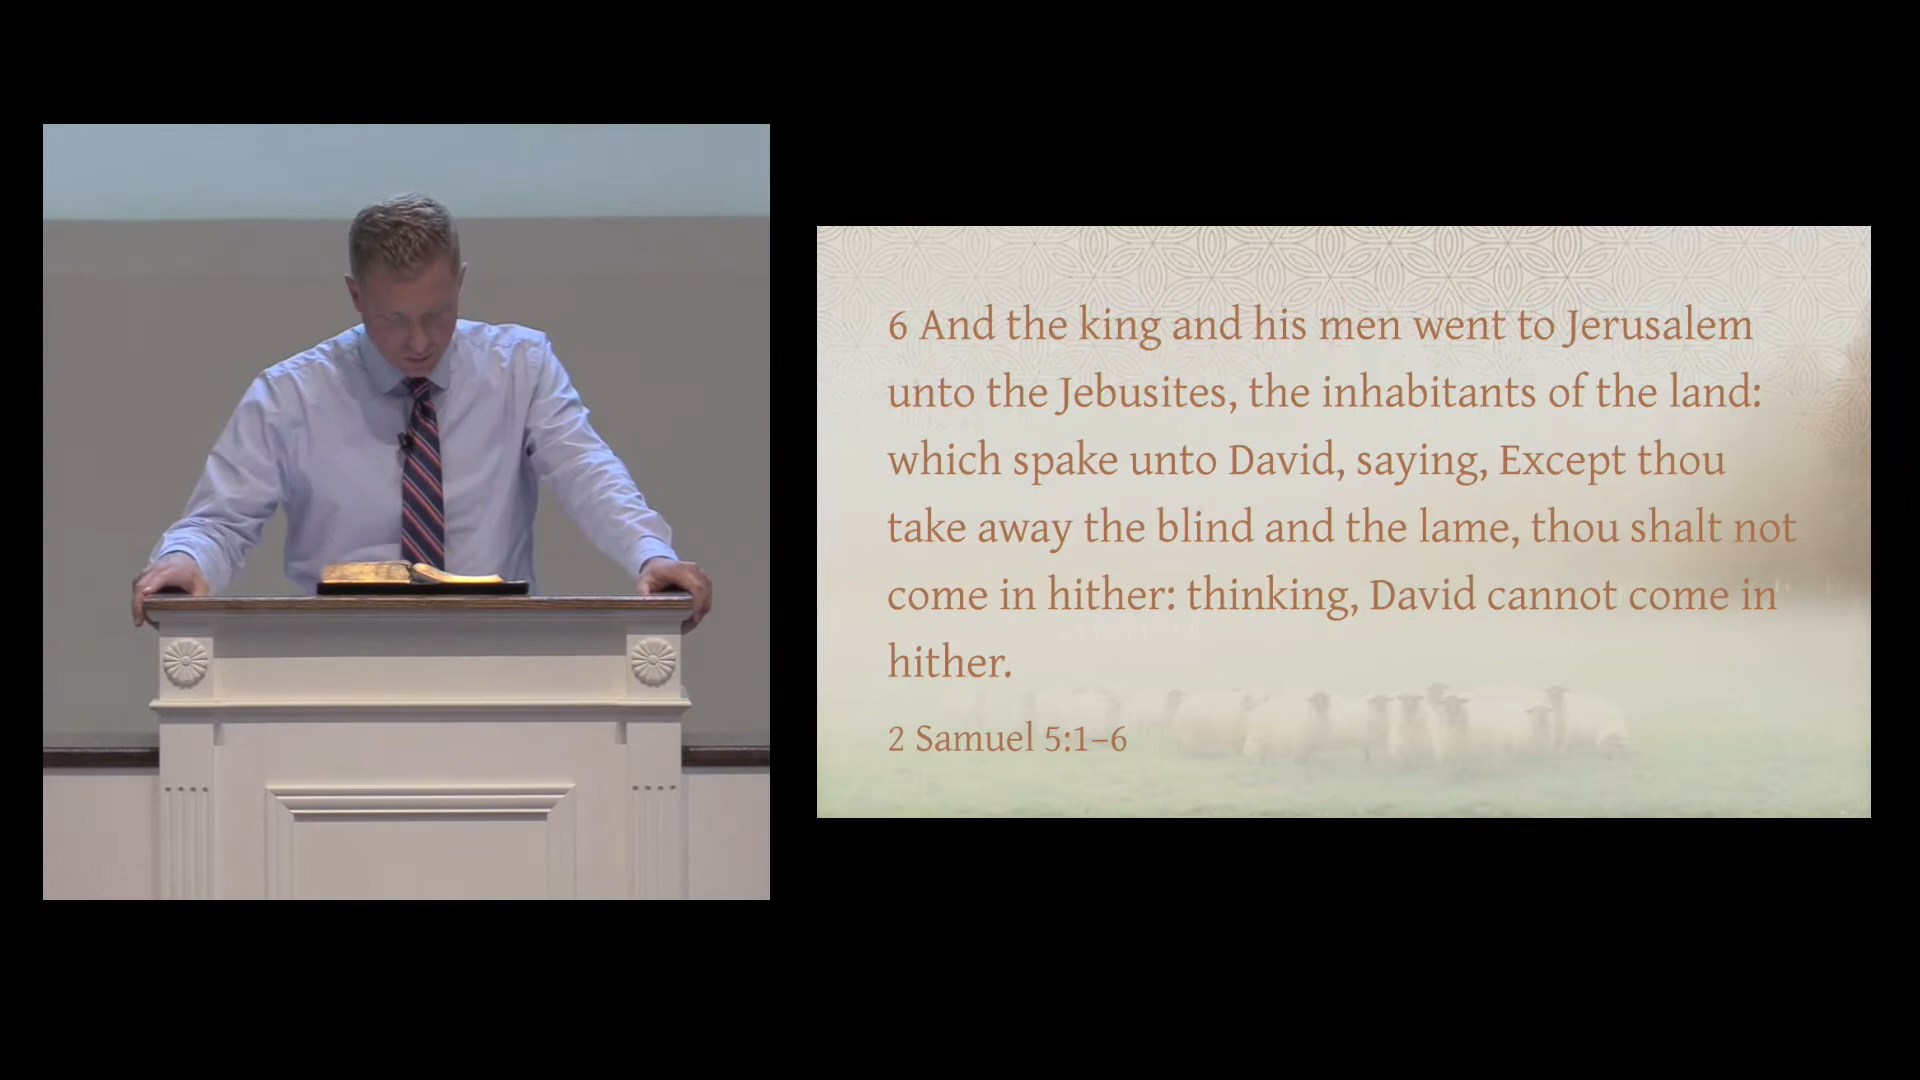 6 And the king and his men went to Jerusalem
unto the Jebusites, the inhabitants of the land:
which spake unto David, saying, Except thou
take away the blind and the lame, thou shalt not
come in hither: thinking, David cannot come in
hither.
2 Samuel 5:1–6